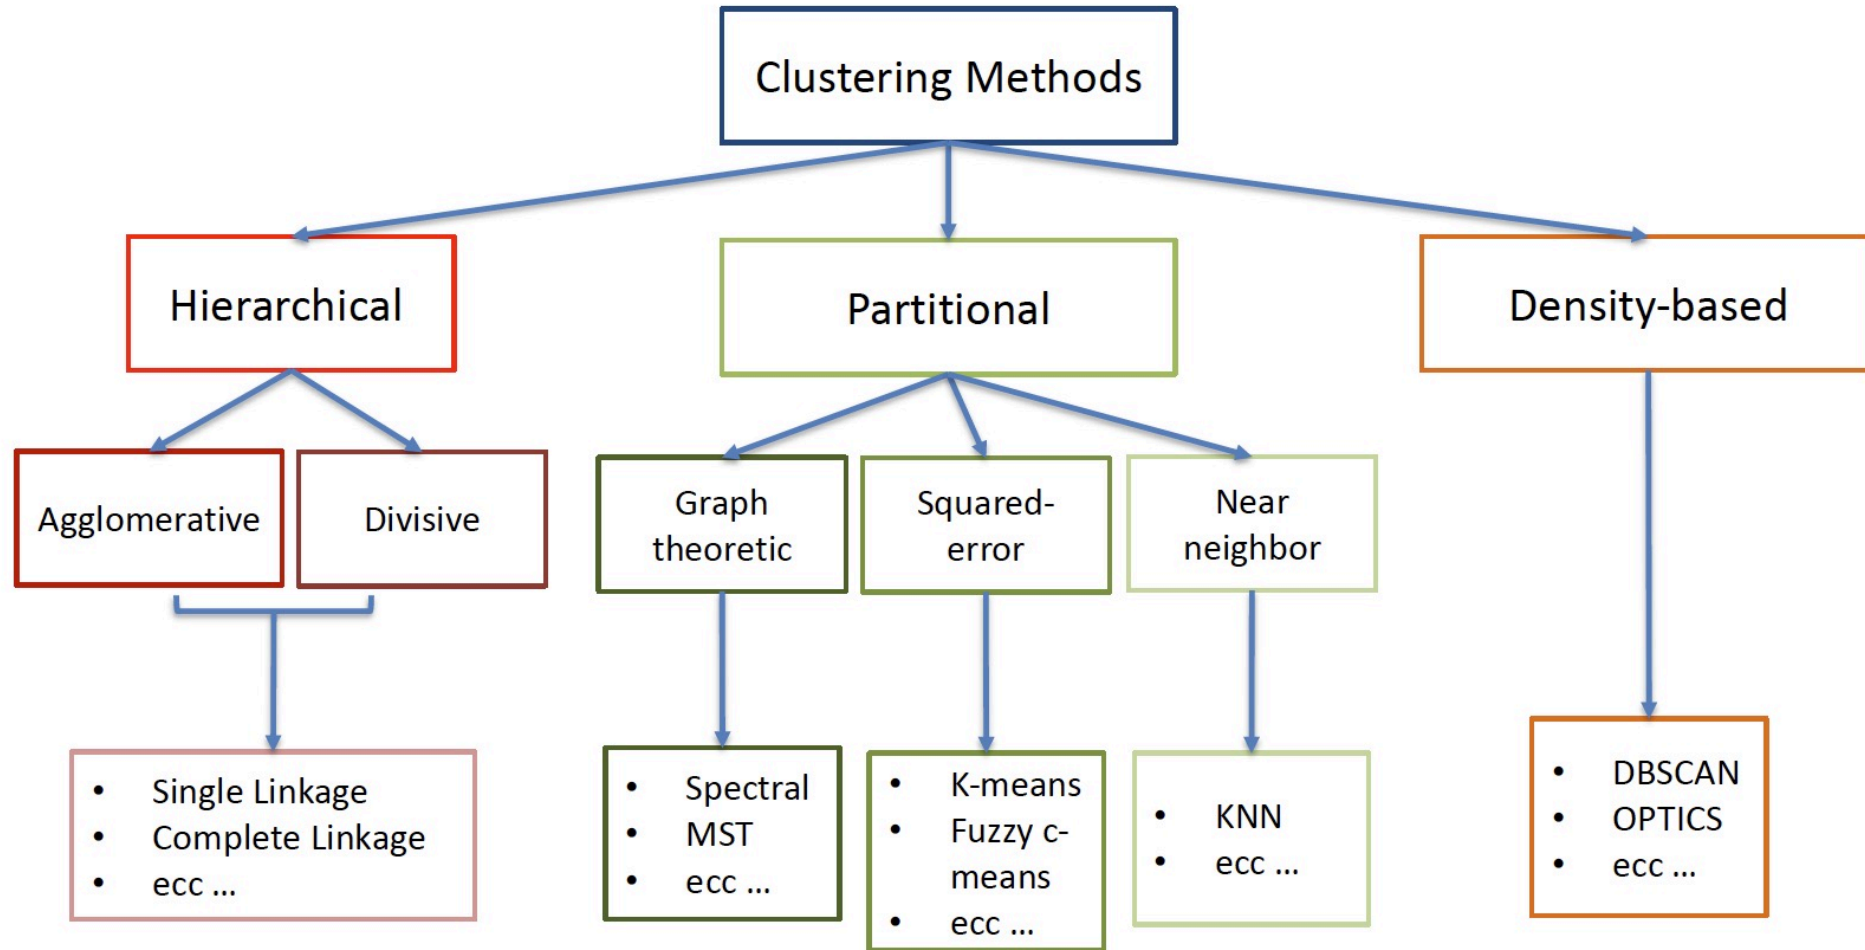 Clustering Methods
Hierarchical
Partitional
Density-based
Agglomerative
Divisive
Graph
theoretic
Squared-
error
Near
neighbor
• Single Linkage
• Complete Linkage
• ecc ...
• Spectral
• MST
• ecc ...
• K-means
• Fuzzy c-
means
• ecc ...
• KNN
• ecc ...
• DBSCAN
• OPTICS
• ecc ...